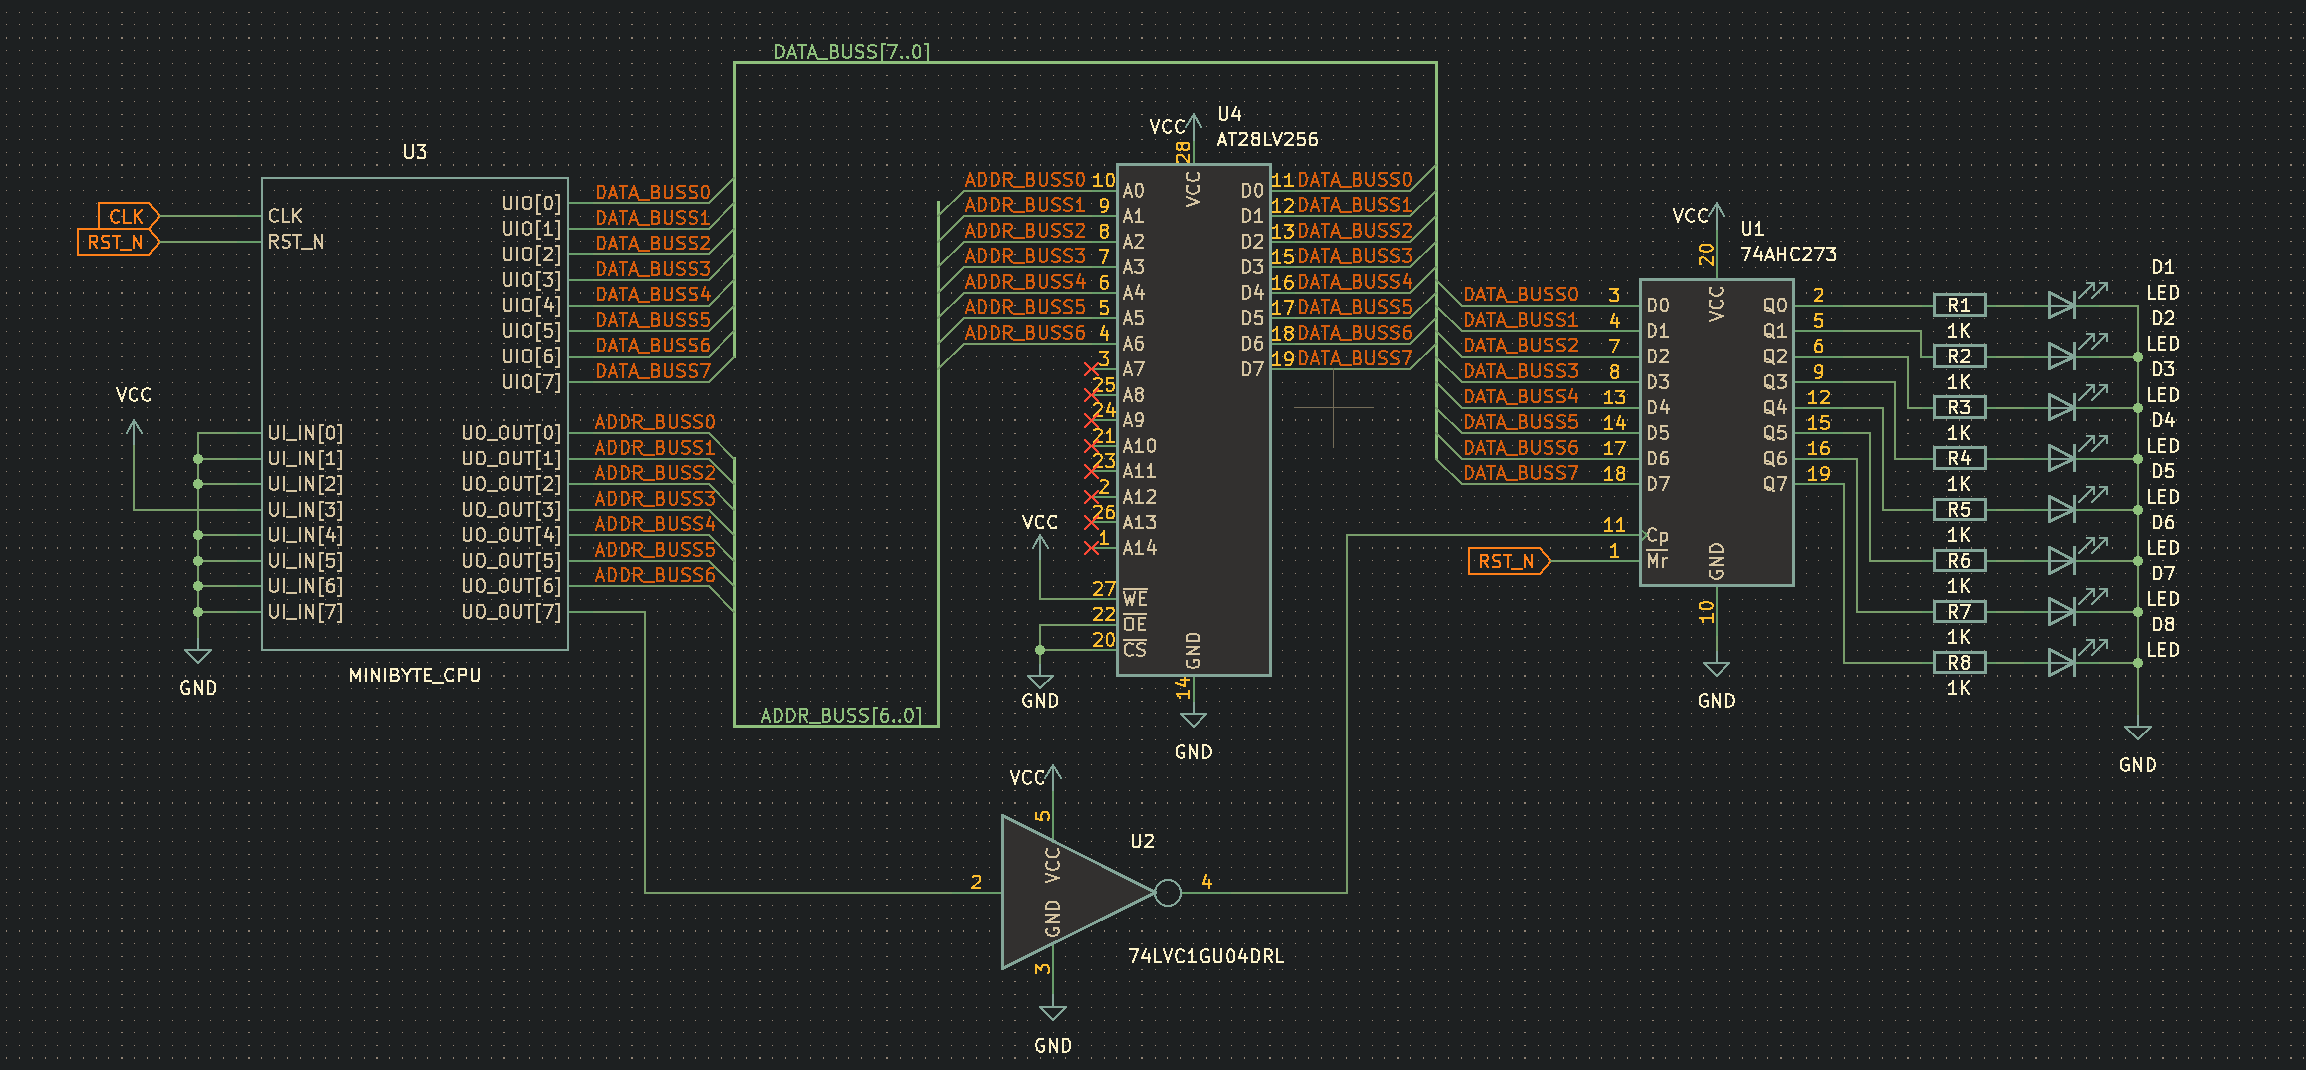 DATA_BUSS[7..0]
U3
CLK
RST_N
CLK
RST_N
UIO[0]
UIO[1]
UIO[2]
UIO[3]
UIO[4]
UIO[5]
UIO[6]
UIO[7]
DATA_BUSS0
DATA_BUSS1
DATA_BUSS2
DATA_BUSS3
DATA_BUSS4
DATA_BUSS5
DATA_BUSS6
DATA_BUSS7
VCC
UI_IN[0]
UI_IN[1]
UI_IN[2]
UI_IN[3]
UI_IN[4]
UI_IN[5]
UI_IN[6]
UI_IN[7]
GND
UO_OUT[0]
UO_OUT[1]
UO_OUT[2]
UO_OUT[3]
UO_OUT[4]
UO_OUT[5]
UO_OUT[6]
UO_OUT[7]
ADDR_BUSS0
ADDR_BUSS1
ADDR_BUSS2
ADDR_BUSS3
ADDR_BUSS4
ADDR_BUSS5
ADDR_BUSS6
MINIBYTE_CPU
ADDR_BUSS[6..0]
U4
AT28LV256
VCC
28
VCC
ADDR_BUSS0 10 A0
ADDR_BUSS1 9 A1
ADDR_BUSS2 8 A2
ADDR_BUSS3 7 A3
ADDR_BUSS4 6 A4
ADDR_BUSS5 5 A5
ADDR_BUSS6 4 A6
3 A7
25 A8
24 A9
21 A10
23 A11
2 A12
26 A13
1 A14
VCC
27 WE
22 OE
20 CS
GND
GND
14
GND
D0 11 DATA_BUSS0
D1 12 DATA_BUSS1
D2 13 DATA_BUSS2
D3 15 DATA_BUSS3
D4 16 DATA_BUSS4
D5 17 DATA_BUSS5
D6 18 DATA_BUSS6
D7 19 DATA_BUSS7
VCC
5
VCC
U2
2
4
GND
3
74LVC1GU04DRL
GND
VCC
20
U1
74AHC273
VCC
DATA_BUSS0 3 D0
DATA_BUSS1 4 D1
DATA_BUSS2 7 D2
DATA_BUSS3 8 D3
DATA_BUSS4 13 D4
DATA_BUSS5 14 D5
DATA_BUSS6 17 D6
DATA_BUSS7 18 D7
11 Cp
RST_N 1 Mr
GND
10
GND
Q0 2
Q1 5
Q2 6
Q3 9
Q4 12
Q5 15
Q6 16
Q7 19
R1
1K
R2
1K
R3
1K
R4
1K
R5
1K
R6
1K
R7
1K
R8
1K
D1
LED
D2
LED
D3
LED
D4
LED
D5
LED
D6
LED
D7
LED
D8
LED
GND